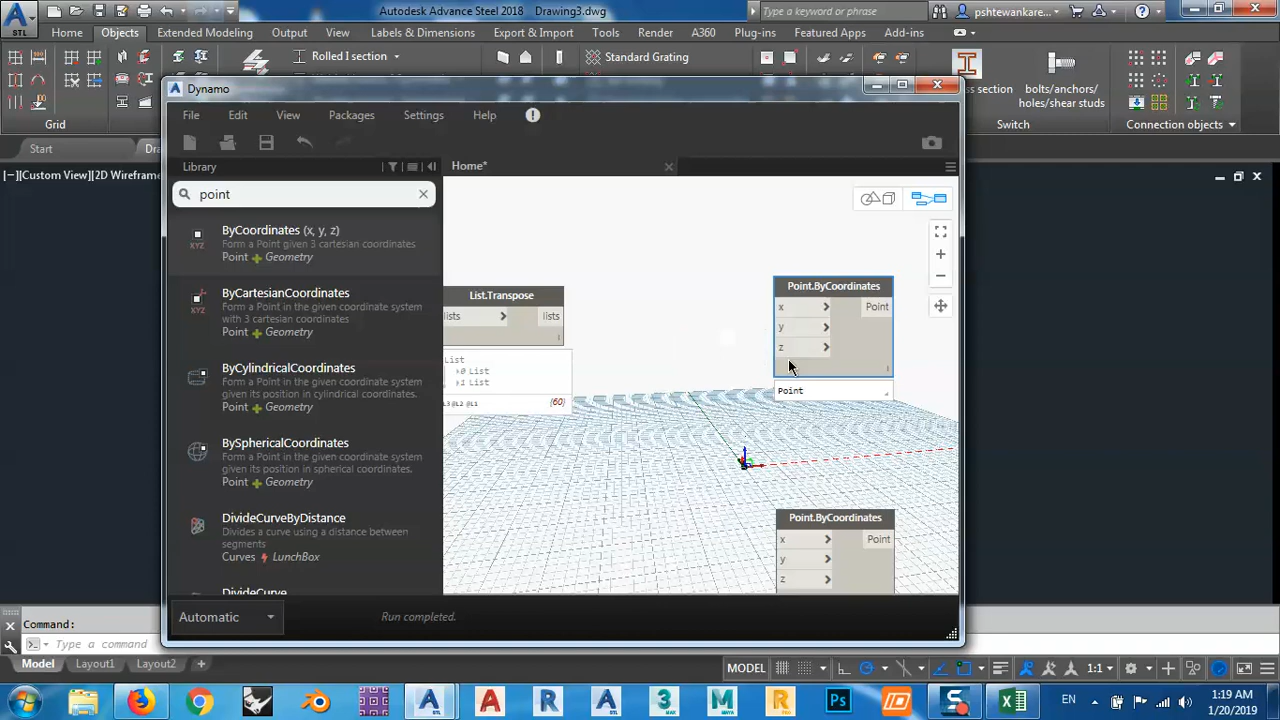 Autodesk Advance Steel 2018 Drawing3.dwg
Type a keyword or phrase
pshtewankare...
STL
Home Objects Extended Modeling Output View Labels & Dimensions Export & Import Tools Render A360 Plug-ins Featured Apps Add-ins
Rolled I section
Standard Grating
section
bolts/anchors/
holes/shear studs
Grid
Switch
Connection objects
Start
Dra
[−][Custom View][2D Wireframe
Dynamo
File Edit View Packages Settings Help
Library
Home*
point
ByCoordinates (x, y, z)
Form a Point given 3 cartesian coordinates
Point Geometry
ByCartesianCoordinates
Form a Point in the given coordinate system
with 3 cartesian coordinates
Point Geometry
ByCylindricalCoordinates
Form a Point in the given coordinate system
given its position in cylindrical coordinates.
Point Geometry
BySphericalCoordinates
Form a Point in the given coordinate system
given its position in spherical coordinates.
Point Geometry
DivideCurveByDistance
Divides a curve using a distance between
segments
Curves LunchBox
DivideCurve
List.Transpose
lists > lists
List
0 List
1 List
@L2 @L1 {60}
Point.ByCoordinates
x > Point
y >
z >
Point
Point.ByCoordinates
x > Point
y >
z >
Automatic
Run completed.
Command:
Type a command
Model Layout1 Layout2 +
MODEL
1:1
EN
1:19 AM
1/20/2019